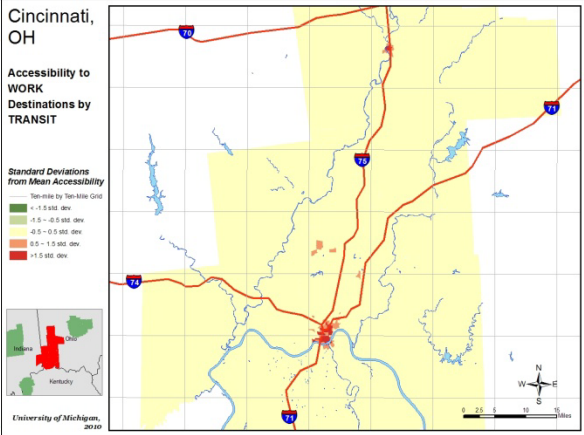 Cincinnati,
OH
Accessibility to
WORK
Destinations by
TRANSIT
Standard Deviations
from Mean Accessibility
Ten-mile by Ten-Mile Grid
< -1.5 std. dev.
-1.5 - -0.5 std. dev.
-0.5 - 0.5 std. dev.
0.5 - 1.5 std. dev.
>1.5 std. dev.
Indiana
Ohio
Kentucky
University of Michigan,
2010
70
71
75
74
71
N
W E
S
0 2.5 5 10 15
Miles